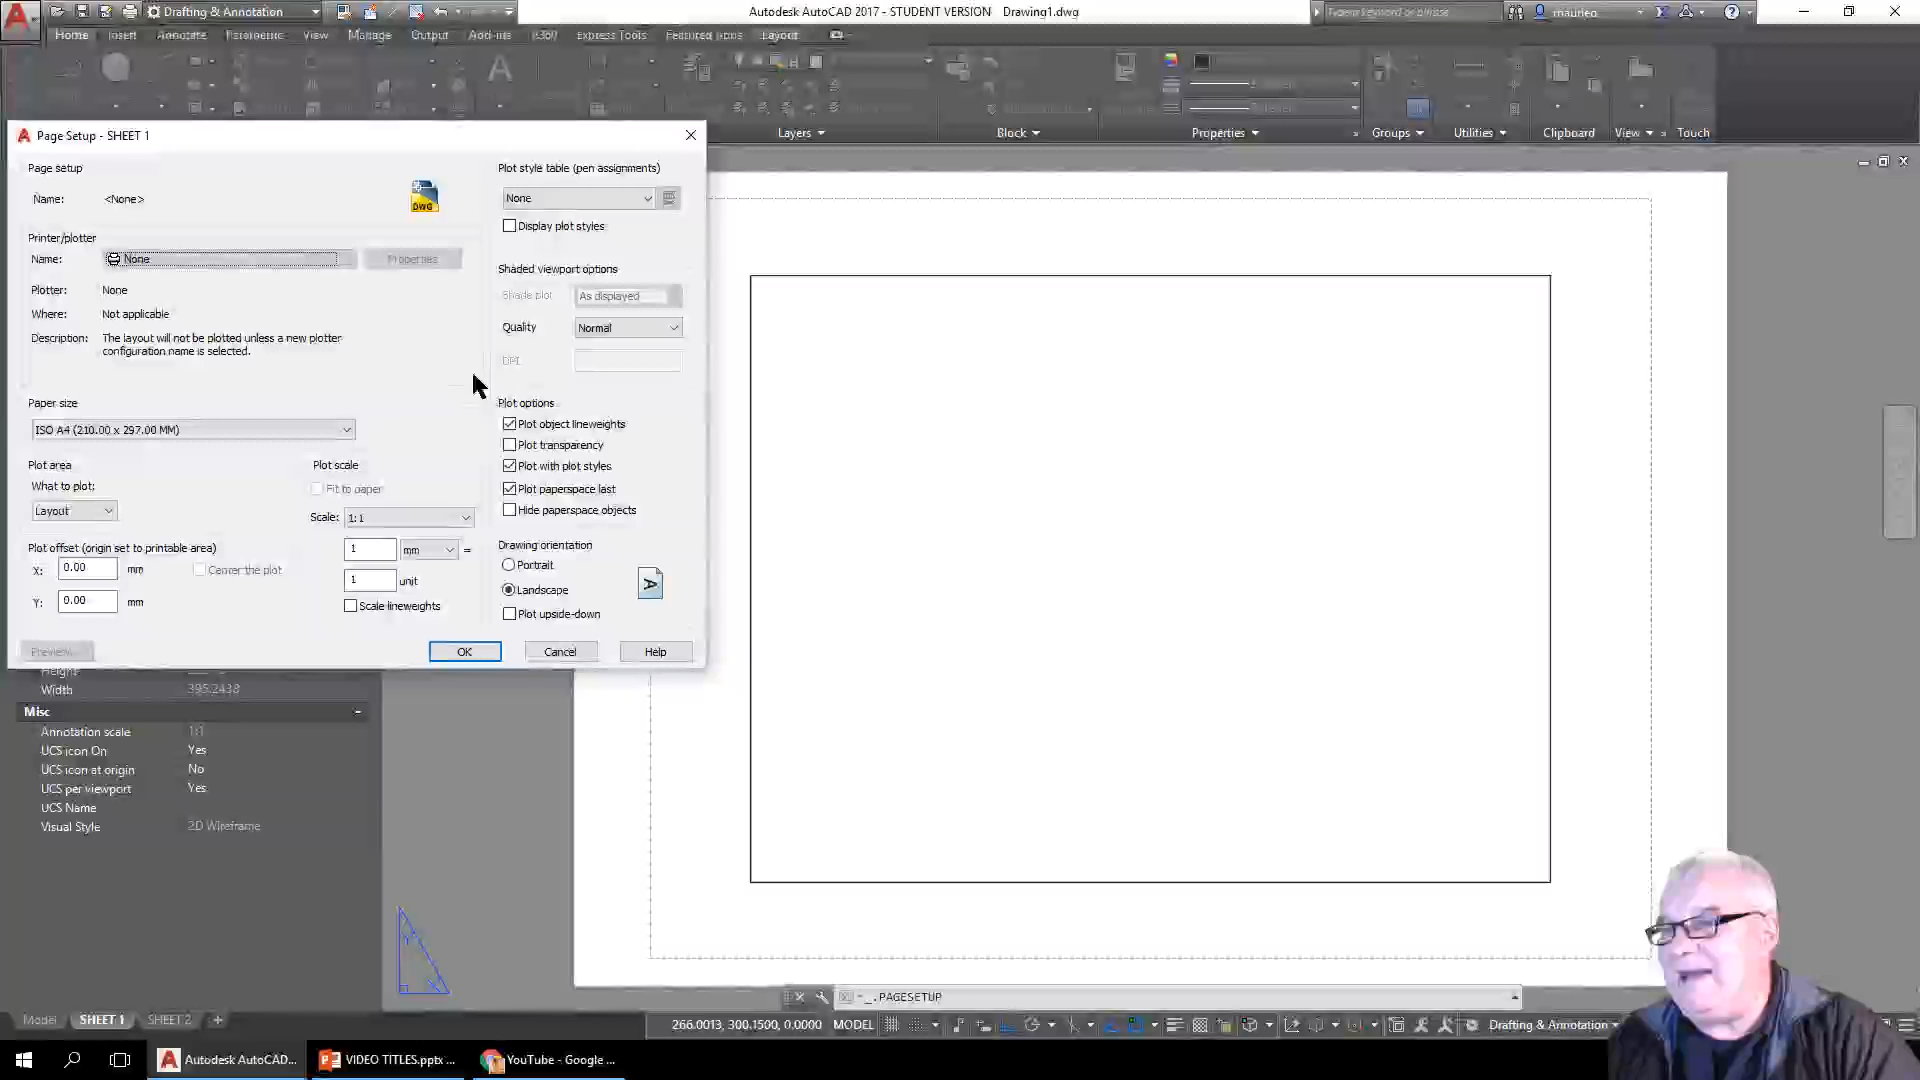 Drafting & Annotation
Autodesk AutoCAD 2017 - STUDENT VERSION Drawing1.dwg
Home Insert Annotate Parametric View Manage Output Add-ins A360 Express Tools Featured Apps Layout
Layers Block Properties Groups Utilities Clipboard View Touch
Page Setup - SHEET 1
Page setup
Name: <None>
DWG
Printer/plotter
Name: None Properties
Plotter: None
Where: Not applicable
Description: The layout will not be plotted unless a new plotter
configuration name is selected.
Paper size
ISO A4 (210.00 x 297.00 MM)
Plot area
What to plot:
Layout
Plot offset (origin set to printable area)
X: 0.00 mm Center the plot
Y: 0.00 mm
Plot scale
Fit to paper
Scale: 1:1
1 mm =
1 unit
Scale lineweights
Plot style table (pen assignments)
None
Display plot styles
Shaded viewport options
Shade plot As displayed
Quality Normal
DPI
Plot options
Plot object lineweights
Plot transparency
Plot with plot styles
Plot paperspace last
Hide paperspace objects
Drawing orientation
Portrait
Landscape
A
Plot upside-down
Preview...
OK Cancel Help
Height
Width 395.2438
Misc
Annotation scale 1:1
UCS icon On Yes
UCS icon at origin No
UCS per viewport Yes
UCS Name
Visual Style 2D Wireframe
_.PAGESETUP
Model SHEET 1 SHEET 2 +
266.0013, 300.1500, 0.0000 MODEL
Drafting & Annotation
Autodesk AutoCAD... VIDEO TITLES.pptx ... YouTube - Google ...